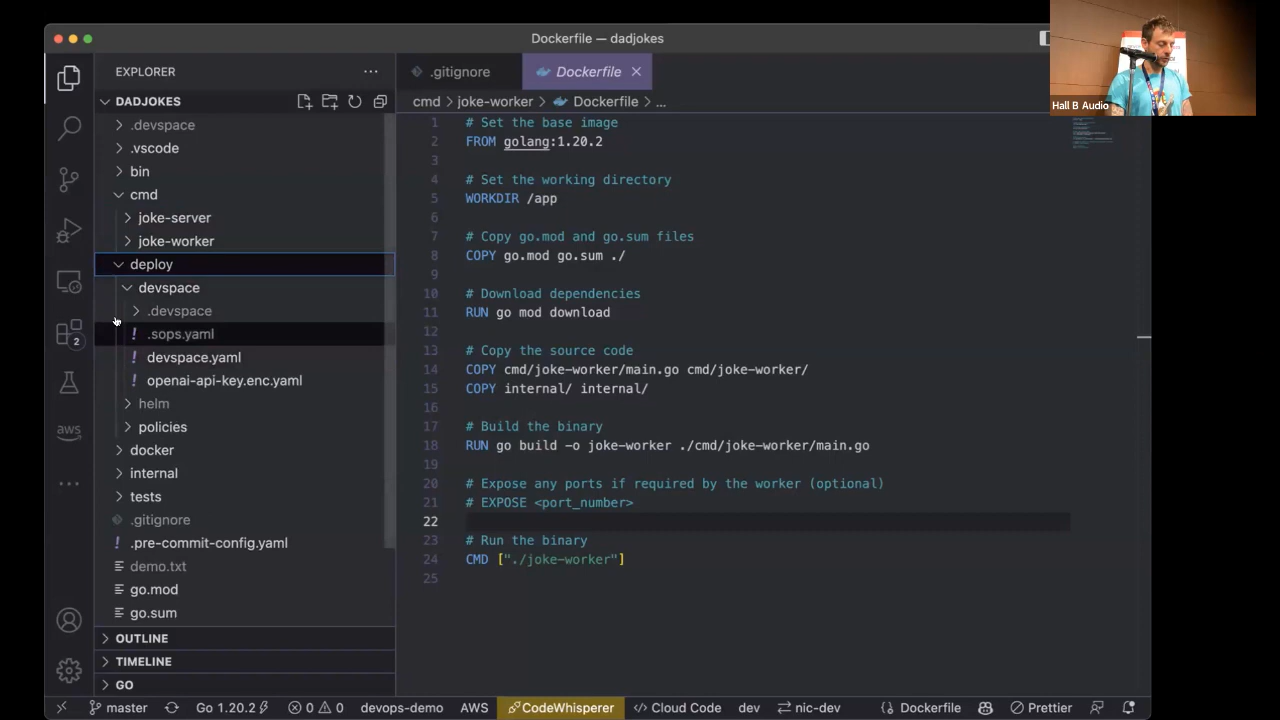 Dockerfile — dadjokes
Hall B Audio
EXPLORER
DADJOKES
.devspace
.vscode
bin
cmd
joke-server
joke-worker
deploy
devspace
.devspace
.sops.yaml
devspace.yaml
openai-api-key.enc.yaml
helm
policies
docker
internal
tests
.gitignore
.pre-commit-config.yaml
demo.txt
go.mod
go.sum
OUTLINE
TIMELINE
GO
2
aws
.gitignore
Dockerfile
cmd > joke-worker > Dockerfile > ...
1 # Set the base image
2 FROM golang:1.20.2
3
4 # Set the working directory
5 WORKDIR /app
6
7 # Copy go.mod and go.sum files
8 COPY go.mod go.sum ./
9
10 # Download dependencies
11 RUN go mod download
12
13 # Copy the source code
14 COPY cmd/joke-worker/main.go cmd/joke-worker/
15 COPY internal/ internal/
16
17 # Build the binary
18 RUN go build -o joke-worker ./cmd/joke-worker/main.go
19
20 # Expose any ports if required by the worker (optional)
21 # EXPOSE <port_number>
22
23 # Run the binary
24 CMD ["./joke-worker"]
25
master Go 1.20.2 0 0 devops-demo AWS CodeWhisperer Cloud Code dev nic-dev Dockerfile Prettier